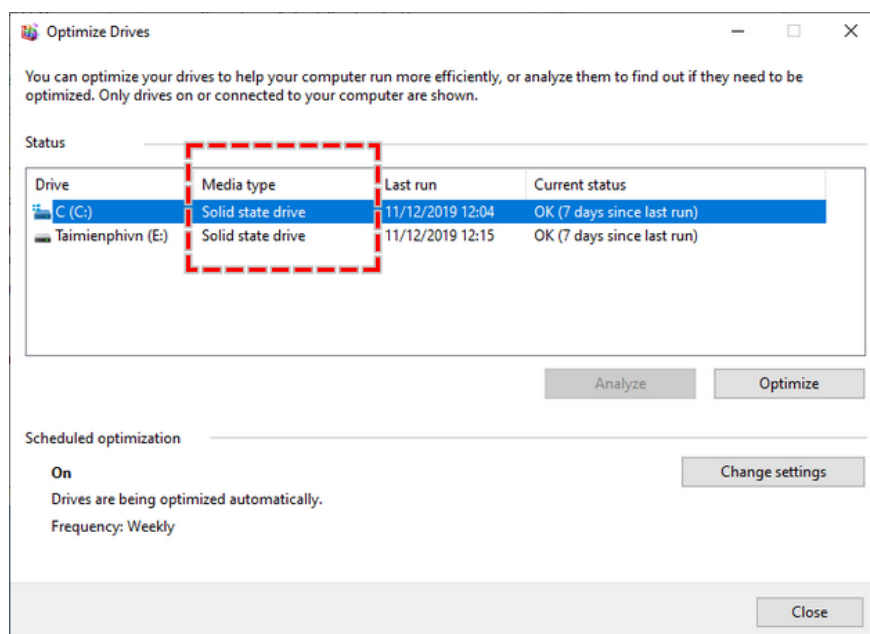 Optimize Drives
You can optimize your drives to help your computer run more efficiently, or analyze them to find out if they need to be
optimized. Only drives on or connected to your computer are shown.
Status
Drive Media type Last run Current status
C (C:) Solid state drive 11/12/2019 12:04 OK (7 days since last run)
Taimienphivn (E:) Solid state drive 11/12/2019 12:15 OK (7 days since last run)
Analyze Optimize
Scheduled optimization
On Change settings
Drives are being optimized automatically.
Frequency: Weekly
Close